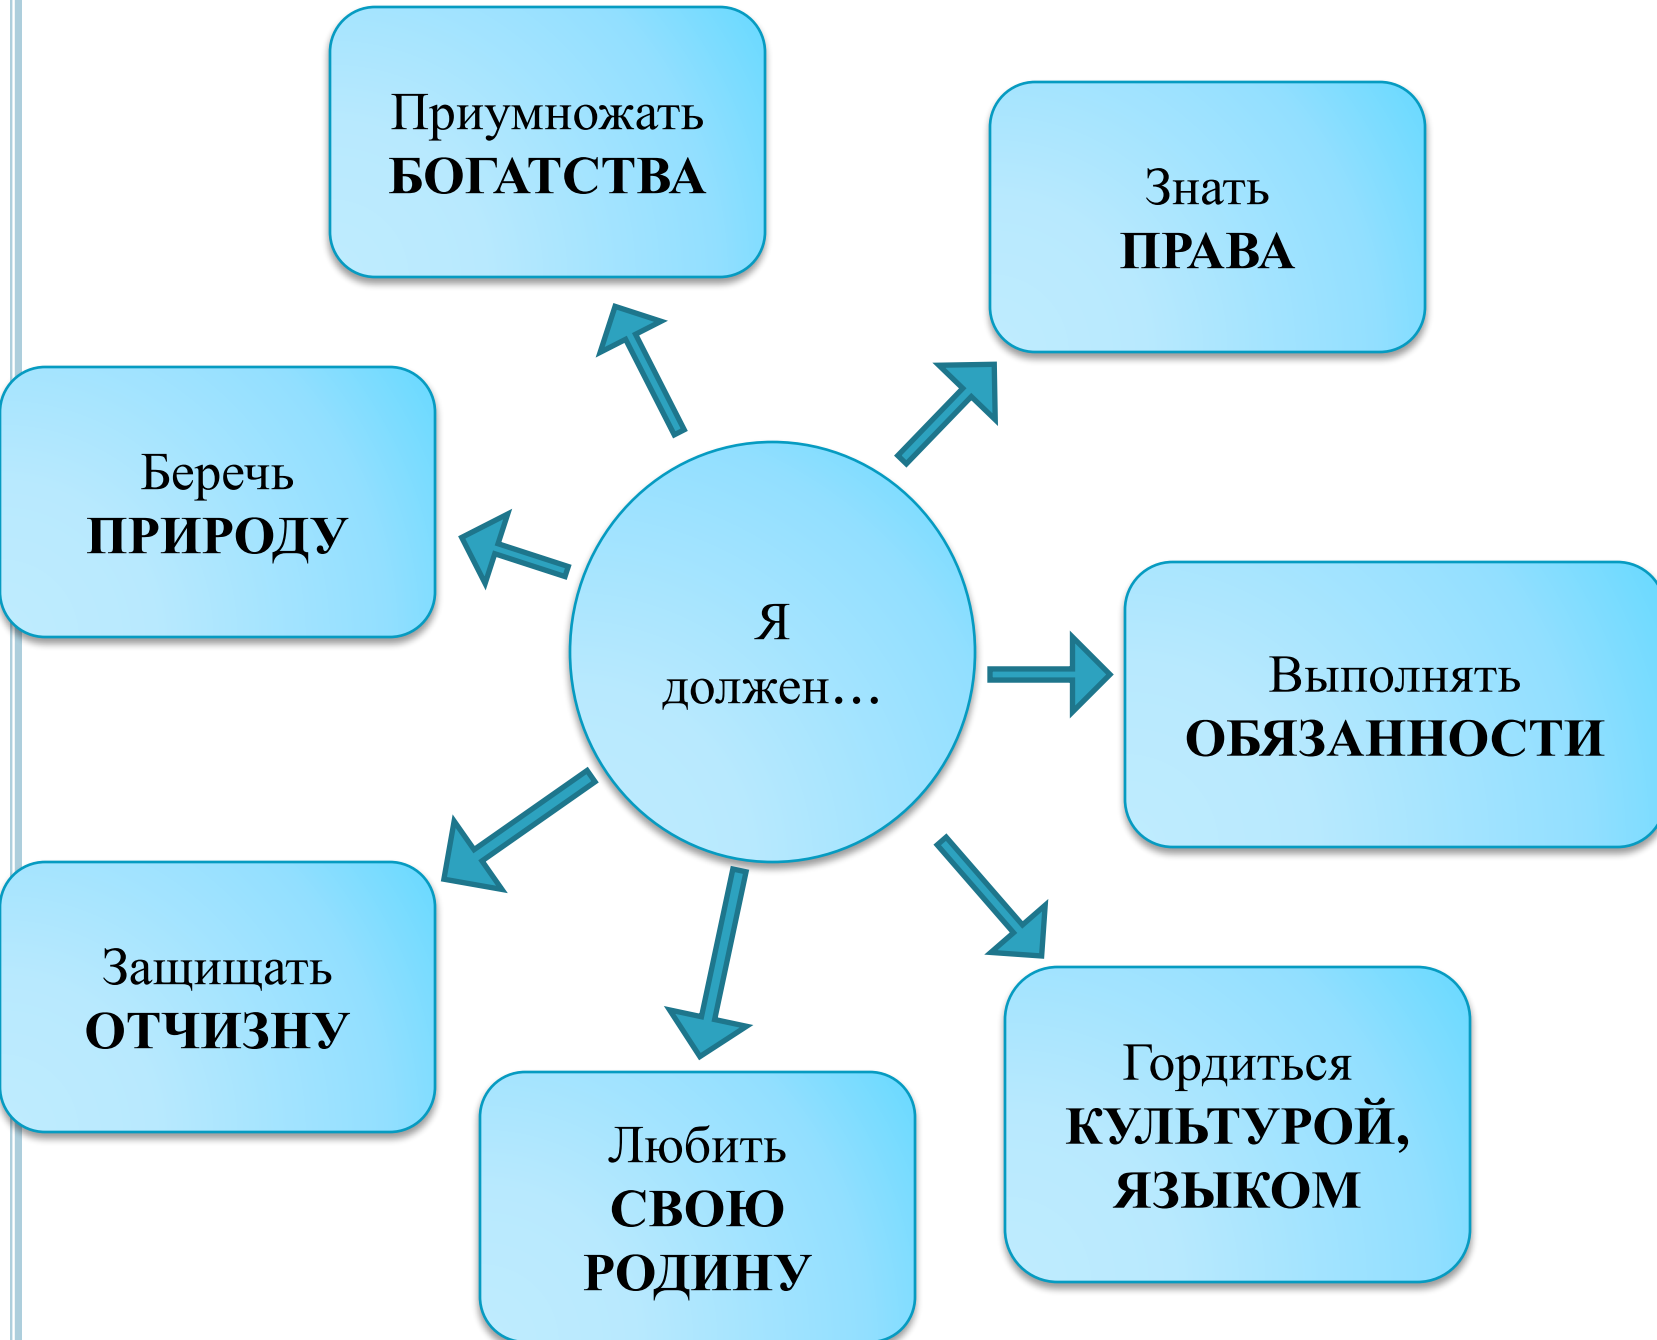 Приумножать
БОГАТСТВА
Знать
ПРАВА
Беречь
ПРИРОДУ
Я
должен…
Выполнять
ОБЯЗАННОСТИ
Защищать
ОТЧИЗНУ
Гордиться
КУЛЬТУРОЙ,
ЯЗЫКОМ
Любить
СВОЮ
РОДИНУ